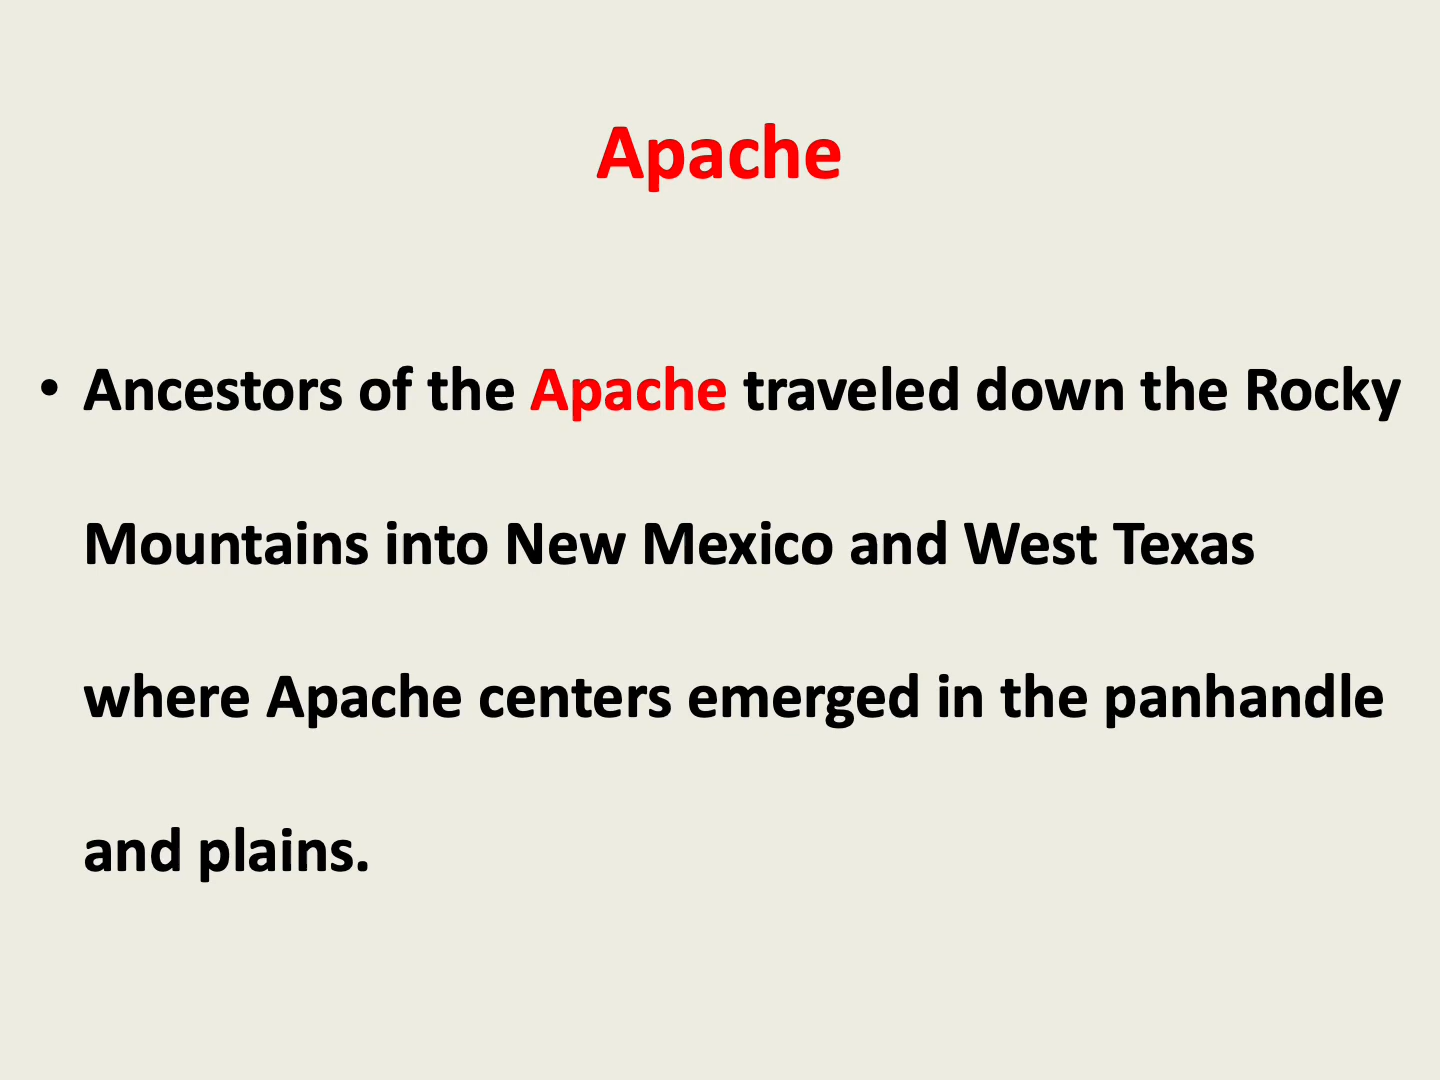 Apache
• Ancestors of the Apache traveled down the Rocky
Mountains into New Mexico and West Texas
where Apache centers emerged in the panhandle
and plains.